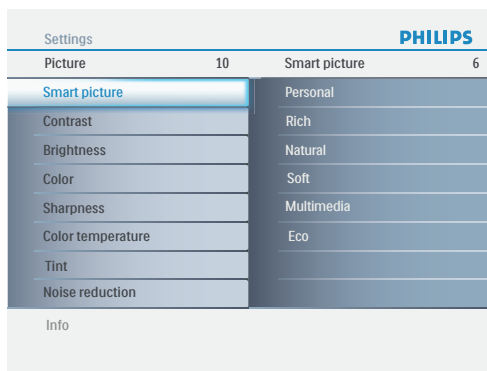 Settings
PHILIPS
Picture 10
Smart picture 6
Smart picture
Personal
Contrast
Rich
Brightness
Natural
Color
Soft
Sharpness
Multimedia
Color temperature
Eco
Tint
Noise reduction
Info